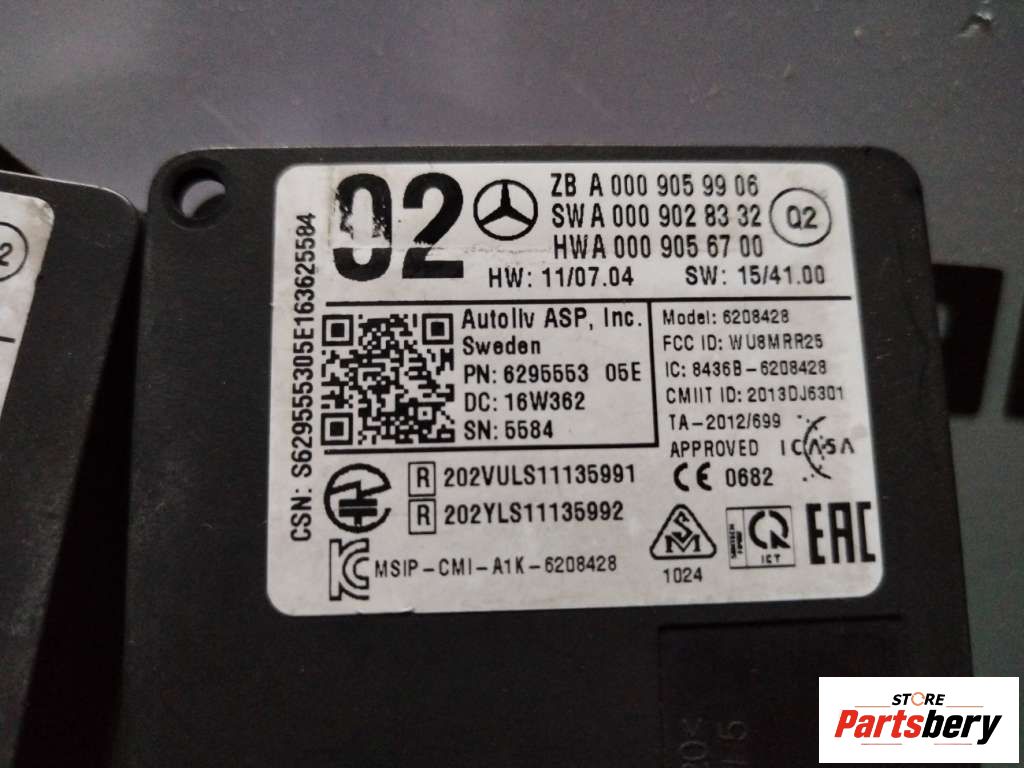 02
ZB A 000 905 99 06
SW A 000 902 83 32
HW A 000 905 67 00
Q2
HW: 11/07.04 SW: 15/41.00
CSN: S629555305E163625584
Autoliv ASP, Inc.
Sweden
PN: 6295553 05E
DC: 16W362
SN: 5584
Model: 6208428
FCC ID: WU8MRR25
IC: 8436B-6208428
CMIIT ID: 2013DJ6301
TA-2012/699
APPROVED ICASA
CE 0682
R 202VULS11135991
R 202YLS11135992
MSIP-CMI-A1K-6208428
1024
ICT
EAC
2
STORE
Partsbery